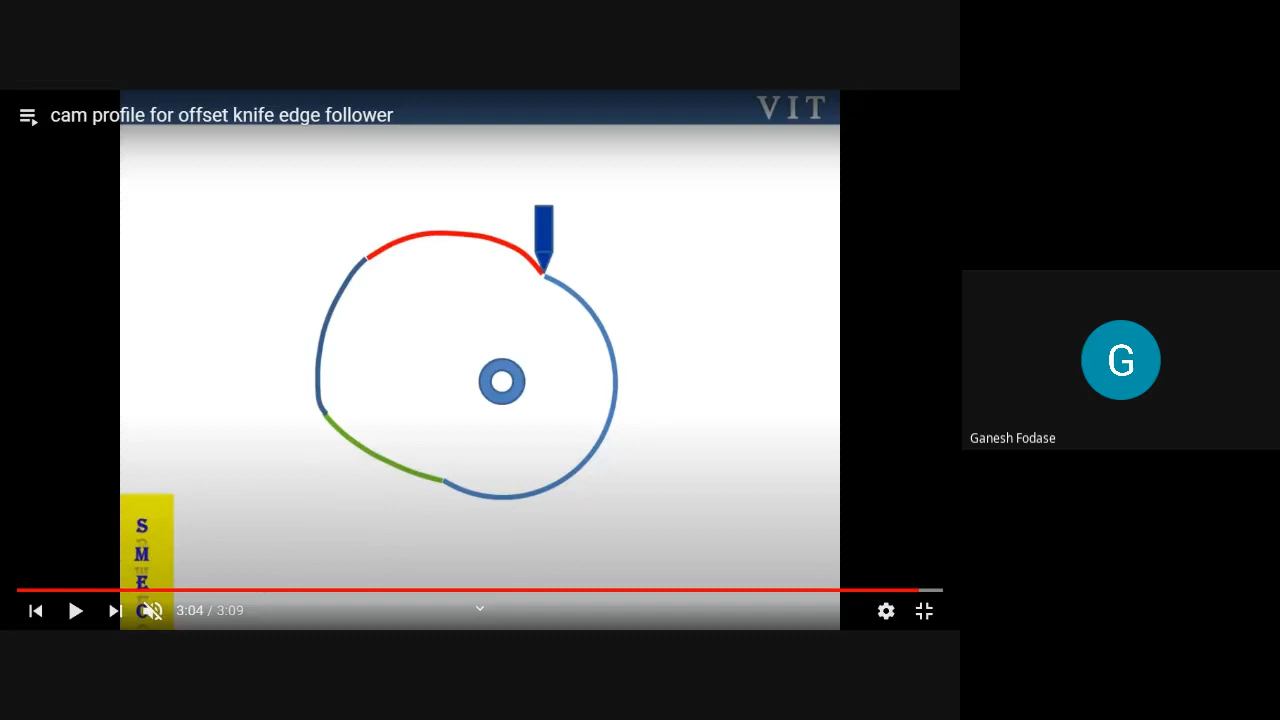 cam profile for offset knife edge follower
VIT
G
Ganesh Fodase
S
M
E
3:04 / 3:09